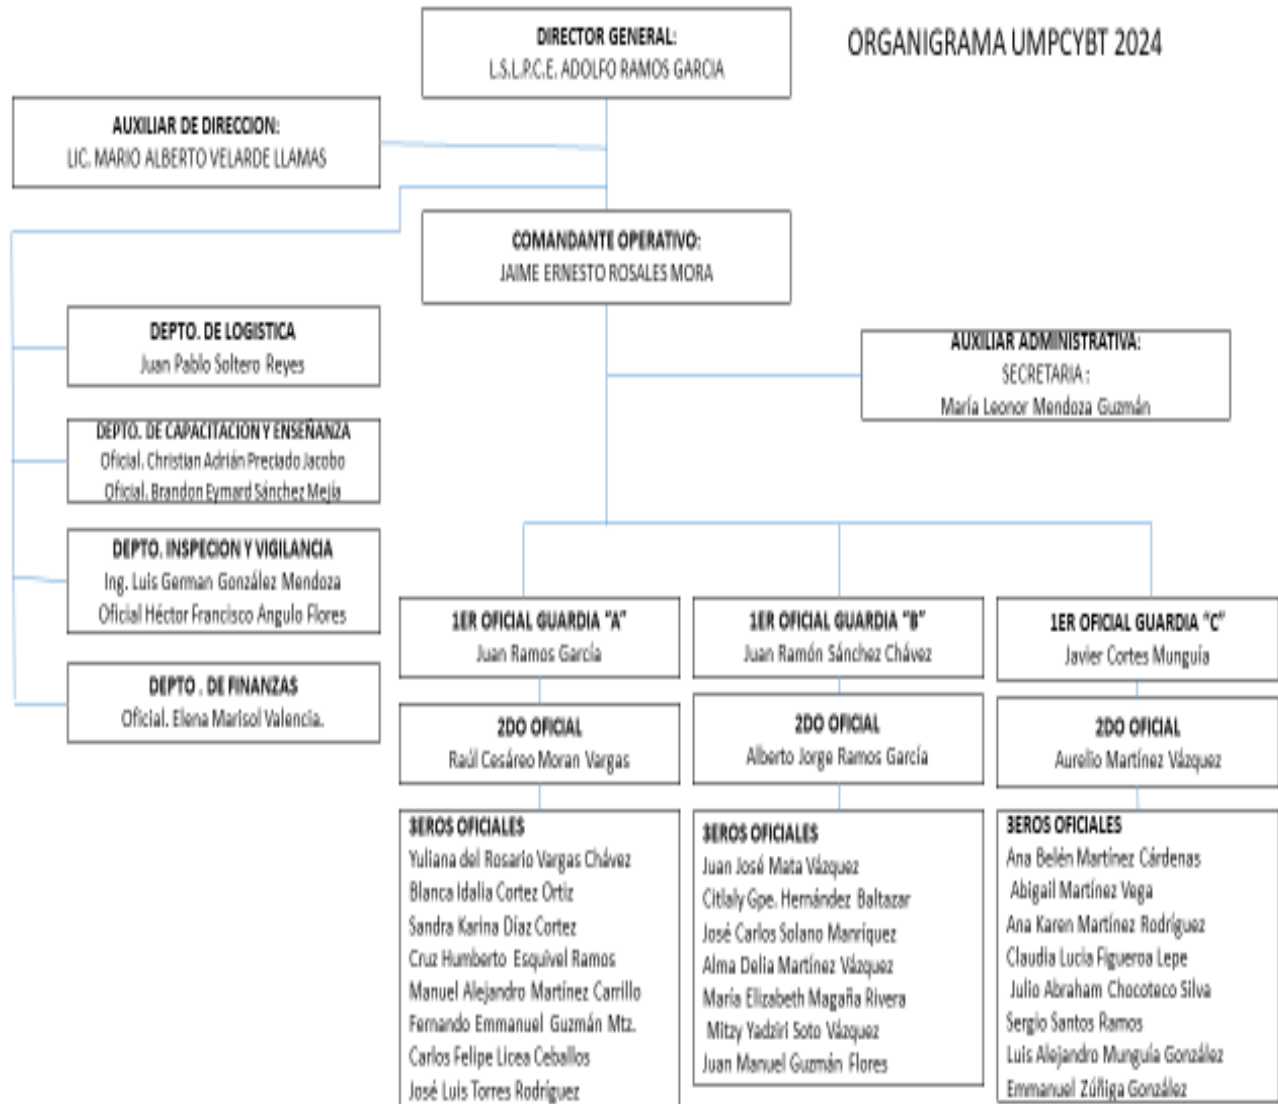 DIRECTOR GENERAL:
L.S.L.P.C.E. ADOLFO RAMOS GARCIA
ORGANIGRAMA UMPCYBT 2024
AUXILIAR DE DIRECCION:
LIC. MARIO ALBERTO VELARDE LLAMAS
COMANDANTE OPERATIVO:
JAIME ERNESTO ROSALES MORA
DEPTO. DE LOGISTICA
Juan Pablo Soltero Reyes
AUXILIAR ADMINISTRATIVA:
SECRETARIA :
María Leonor Mendoza Guzmán
DEPTO. DE CAPACITACION Y ENSEÑANZA
Oficial. Christian Adrián Preciado Jacobo
Oficial. Brandon Eymard Sánchez Mejía
DEPTO. INSPECION Y VIGILANCIA
Ing. Luis German González Mendoza
Oficial Héctor Francisco Angulo Flores
DEPTO . DE FINANZAS
Oficial. Elena Marisol Valencia.
1ER OFICIAL GUARDIA "A"
Juan Ramos García
2DO OFICIAL
Raúl Cesáreo Moran Vargas
3EROS OFICIALES
Yuliana del Rosario Vargas Chávez
Blanca Idalia Cortez Ortiz
Sandra Karina Díaz Cortez
Cruz Humberto Esquivel Ramos
Manuel Alejandro Martínez Carrillo
Fernando Emmanuel Guzmán Mtz.
Carlos Felipe Licea Ceballos
José Luis Torres Rodríguez
1ER OFICIAL GUARDIA "B"
Juan Ramón Sánchez Chávez
2DO OFICIAL
Alberto Jorge Ramos García
3EROS OFICIALES
Juan José Mata Vázquez
Citlaly Gpe. Hernández Baltazar
José Carlos Solano Manríquez
Alma Delia Martínez Vázquez
María Elizabeth Magaña Rivera
Mitzy Yadziri Soto Vázquez
Juan Manuel Guzmán Flores
1ER OFICIAL GUARDIA "C"
Javier Cortes Munguía
2DO OFICIAL
Aurelio Martínez Vázquez
3EROS OFICIALES
Ana Belén Martínez Cárdenas
Abigail Martínez Vega
Ana Karen Martínez Rodríguez
Claudia Lucia Figueroa Lepe
Julio Abraham Chocoteco Silva
Sergio Santos Ramos
Luis Alejandro Munguía González
Emmanuel Zúñiga González